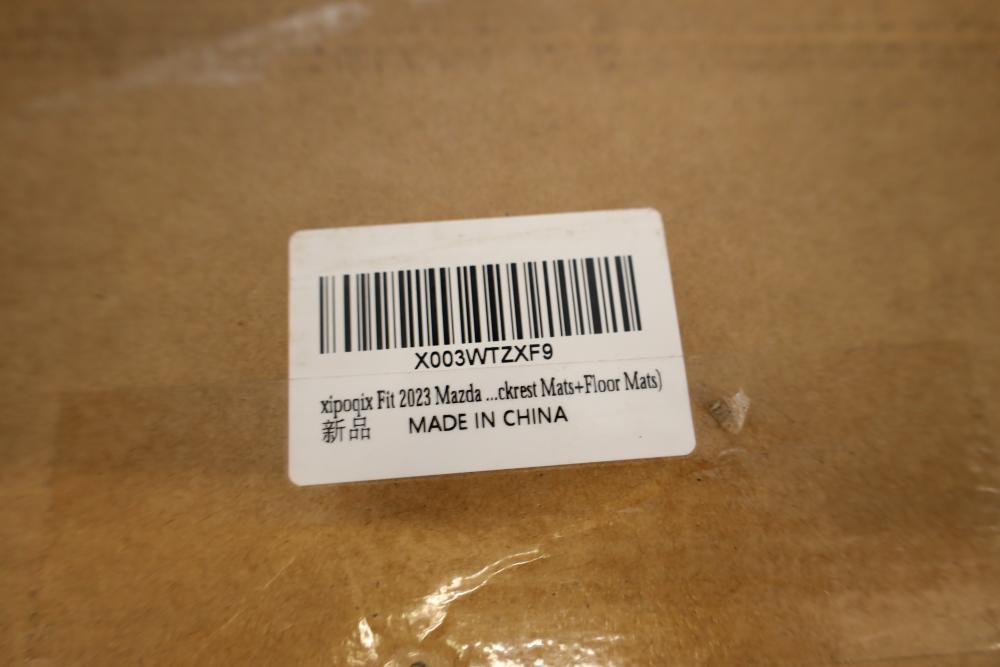 X003WTZXF9
xipoqix Fit 2023 Mazda ...ckrest Mats+Floor Mats)
新品 MADE IN CHINA